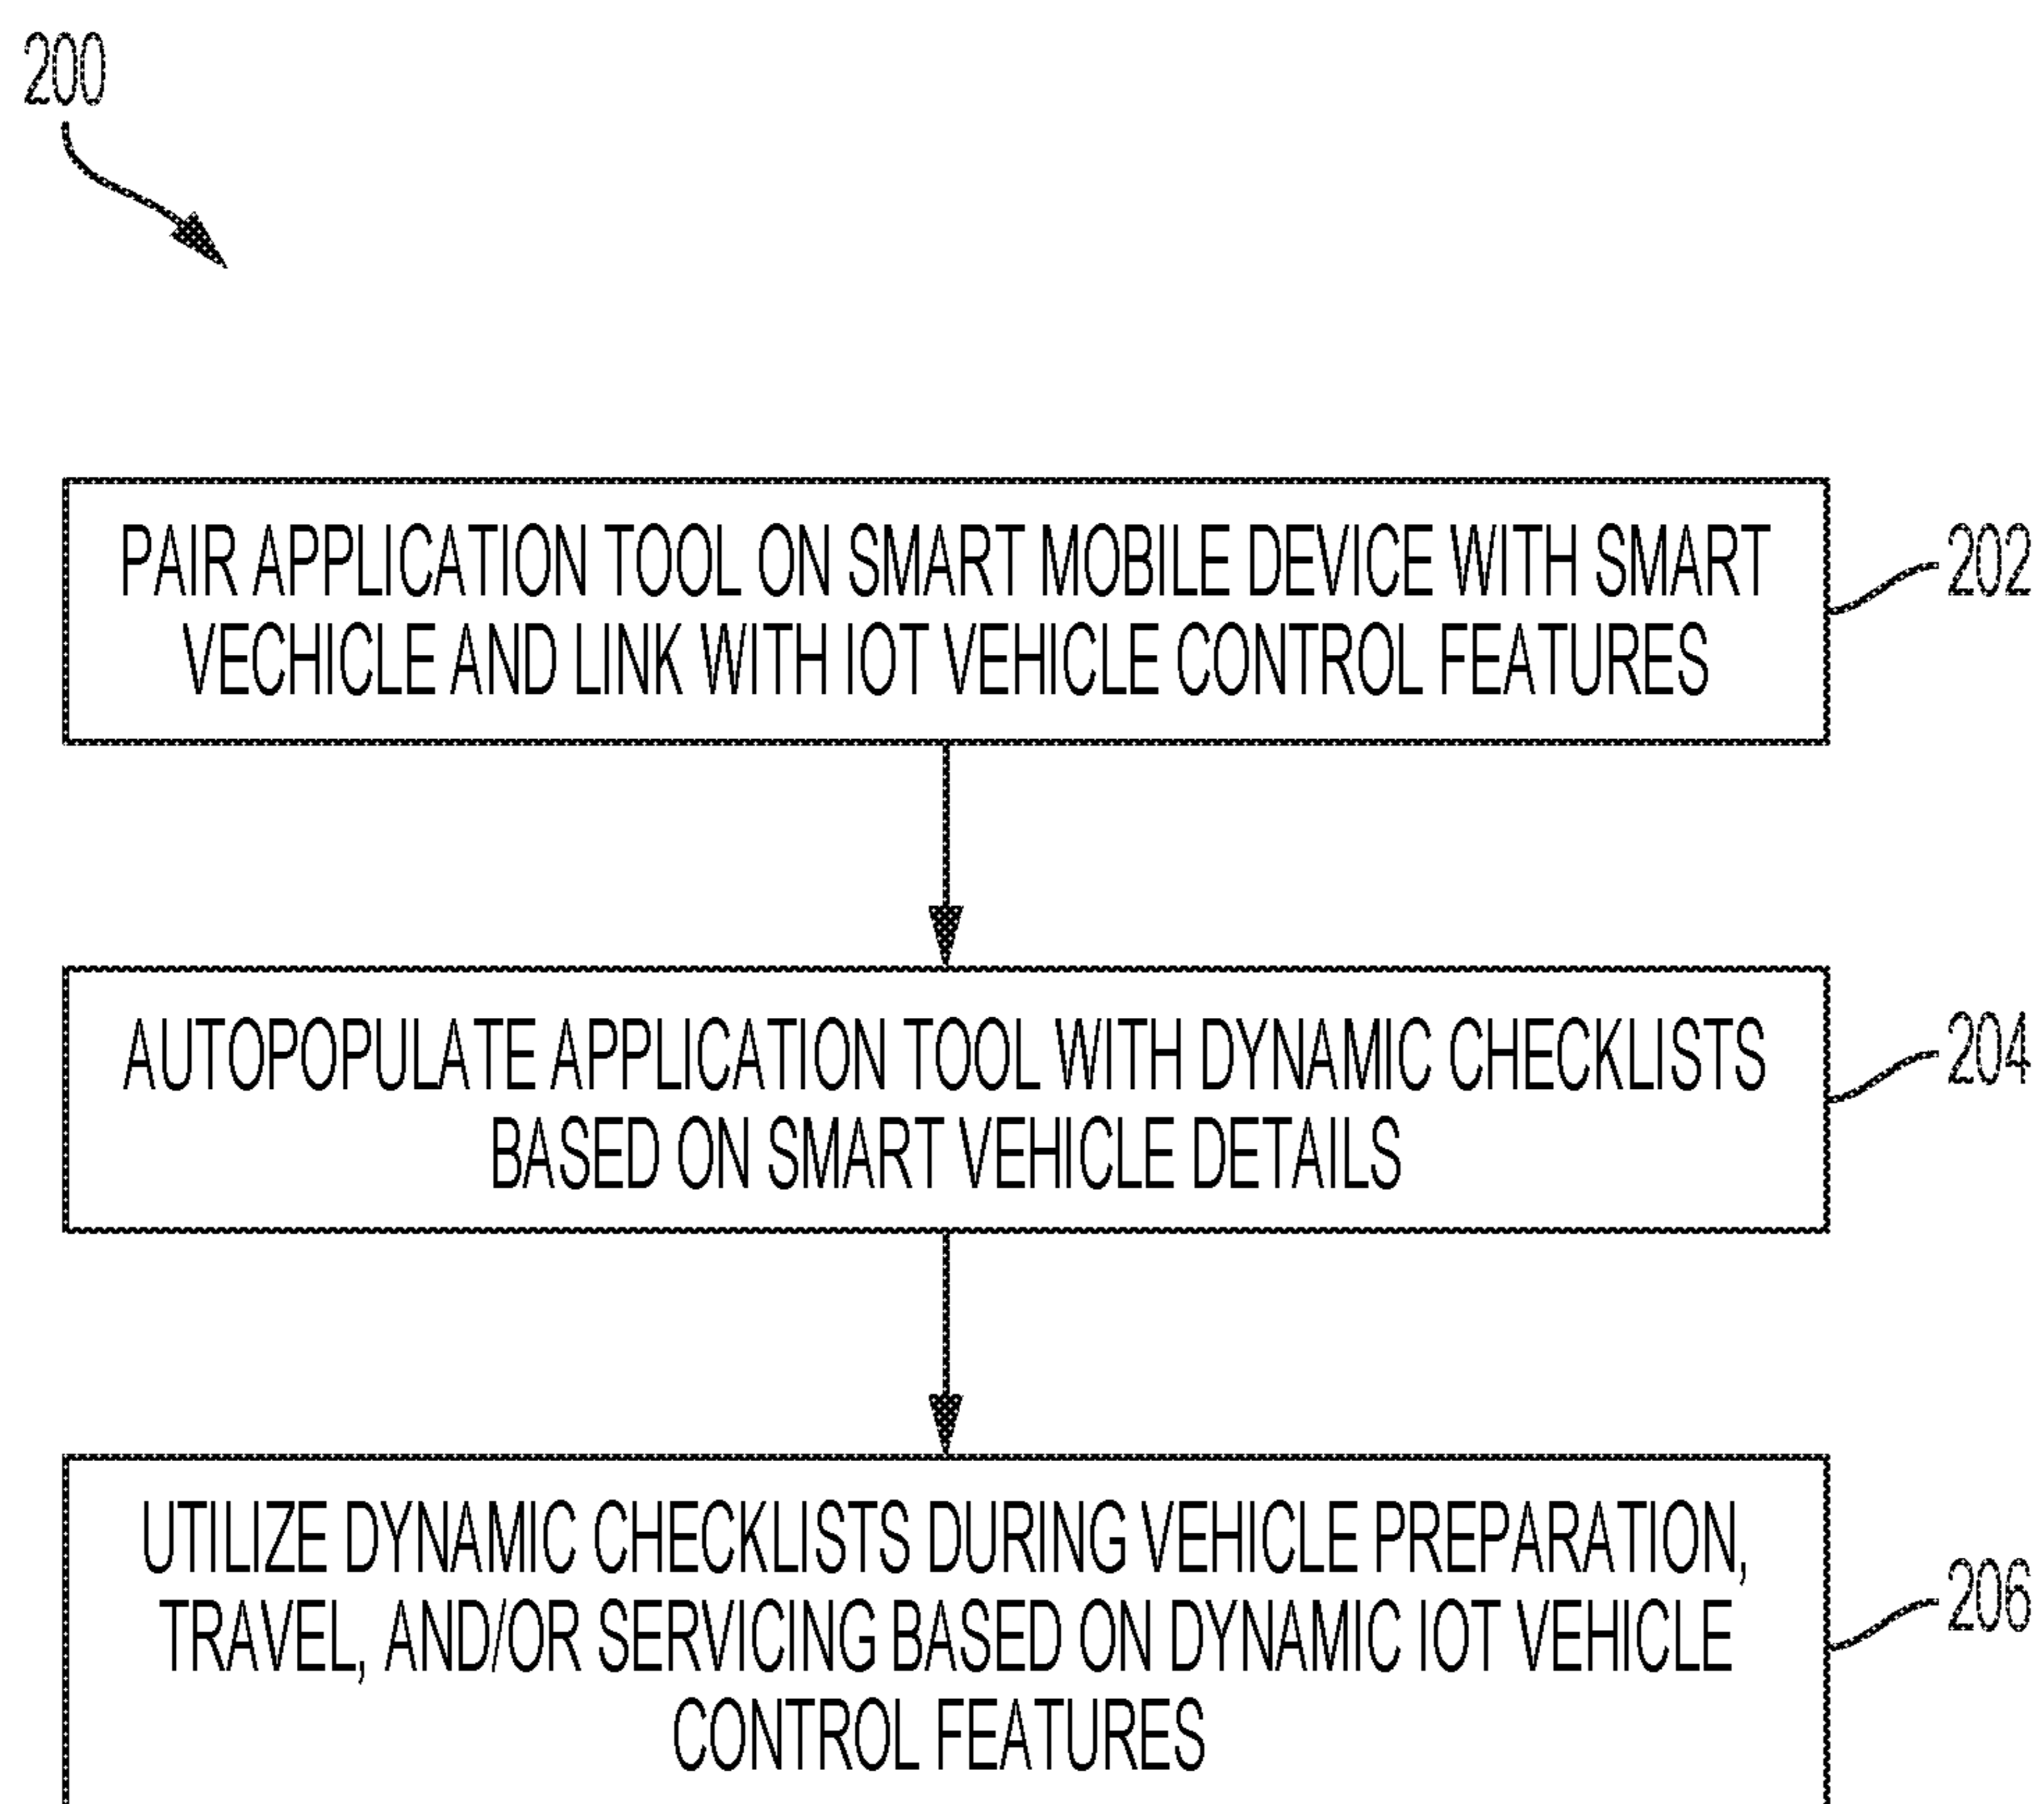 200
PAIR APPLICATION TOOL ON SMART MOBILE DEVICE WITH SMART
VECHICLE AND LINK WITH IOT VEHICLE CONTROL FEATURES
202
AUTOPOPULATE APPLICATION TOOL WITH DYNAMIC CHECKLISTS
BASED ON SMART VEHICLE DETAILS
204
UTILIZE DYNAMIC CHECKLISTS DURING VEHICLE PREPARATION,
TRAVEL, AND/OR SERVICING BASED ON DYNAMIC IOT VEHICLE
CONTROL FEATURES
206